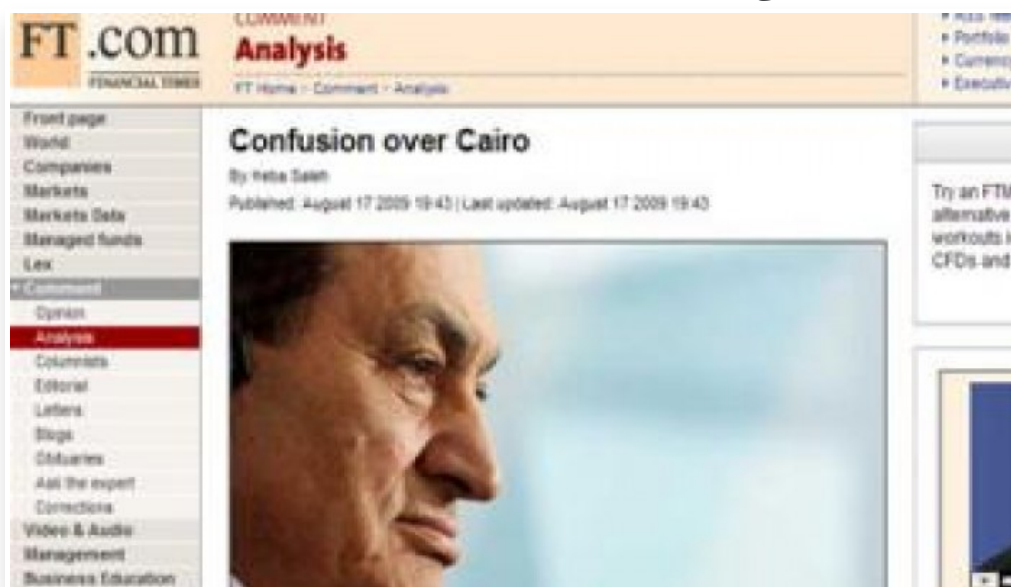 FT.com
FINANCIAL TIMES
COMMENT
Analysis
FT Home > Comment > Analysis
Portfolio
Currency
Front page
World
Companies
Markets
Markets Data
Managed funds
Lex
Comment
Opinion
Analysis
Columnists
Editorial
Letters
Blogs
Obituaries
Ask the expert
Corrections
Video & Audio
Management
Business Education
Confusion over Cairo
By Heba Saleh
Published: August 17 2009 19:43 | Last updated: August 17 2009 19:43
Try an FTM
alternative
workouts
CFDs and